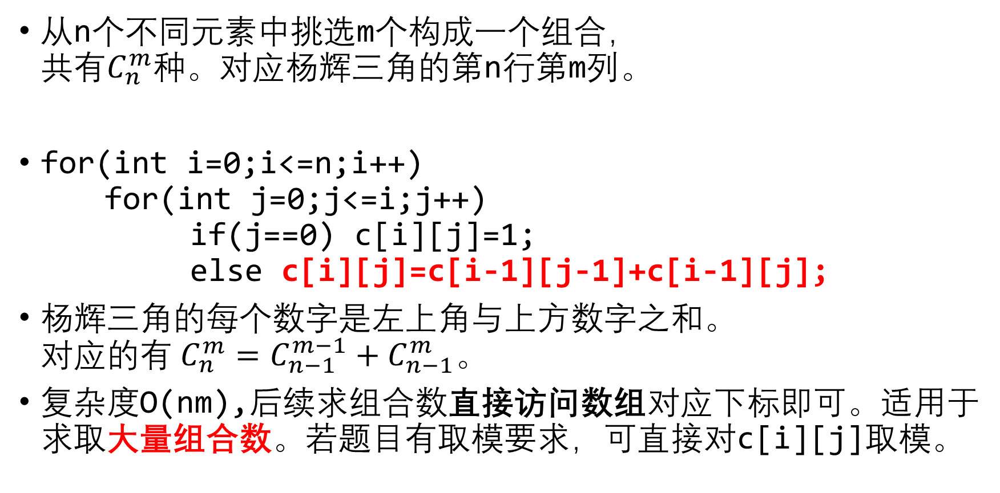 • 从n个不同元素中挑选m个构成一个组合，
共有$C_n^m$种。对应杨辉三角的第n行第m列。
• for(int i=0;i<=n;i++)
for(int j=0;j<=i;j++)
if(j==0) c[i][j]=1;
else c[i][j]=c[i-1][j-1]+c[i-1][j];
• 杨辉三角的每个数字是左上角与上方数字之和。
对应的有 $C_n^m = C_{n-1}^{m-1} + C_{n-1}^m$。
• 复杂度O(nm),后续求组合数直接访问数组对应下标即可。适用于
求取大量组合数。若题目有取模要求，可直接对c[i][j]取模。